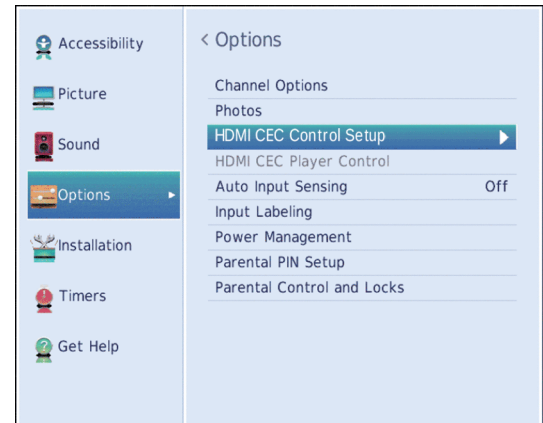 Accessibility
Picture
Sound
Options
Installation
Timers
Get Help
< Options
Channel Options
Photos
HDMI CEC Control Setup
HDMI CEC Player Control
Auto Input Sensing Off
Input Labeling
Power Management
Parental PIN Setup
Parental Control and Locks